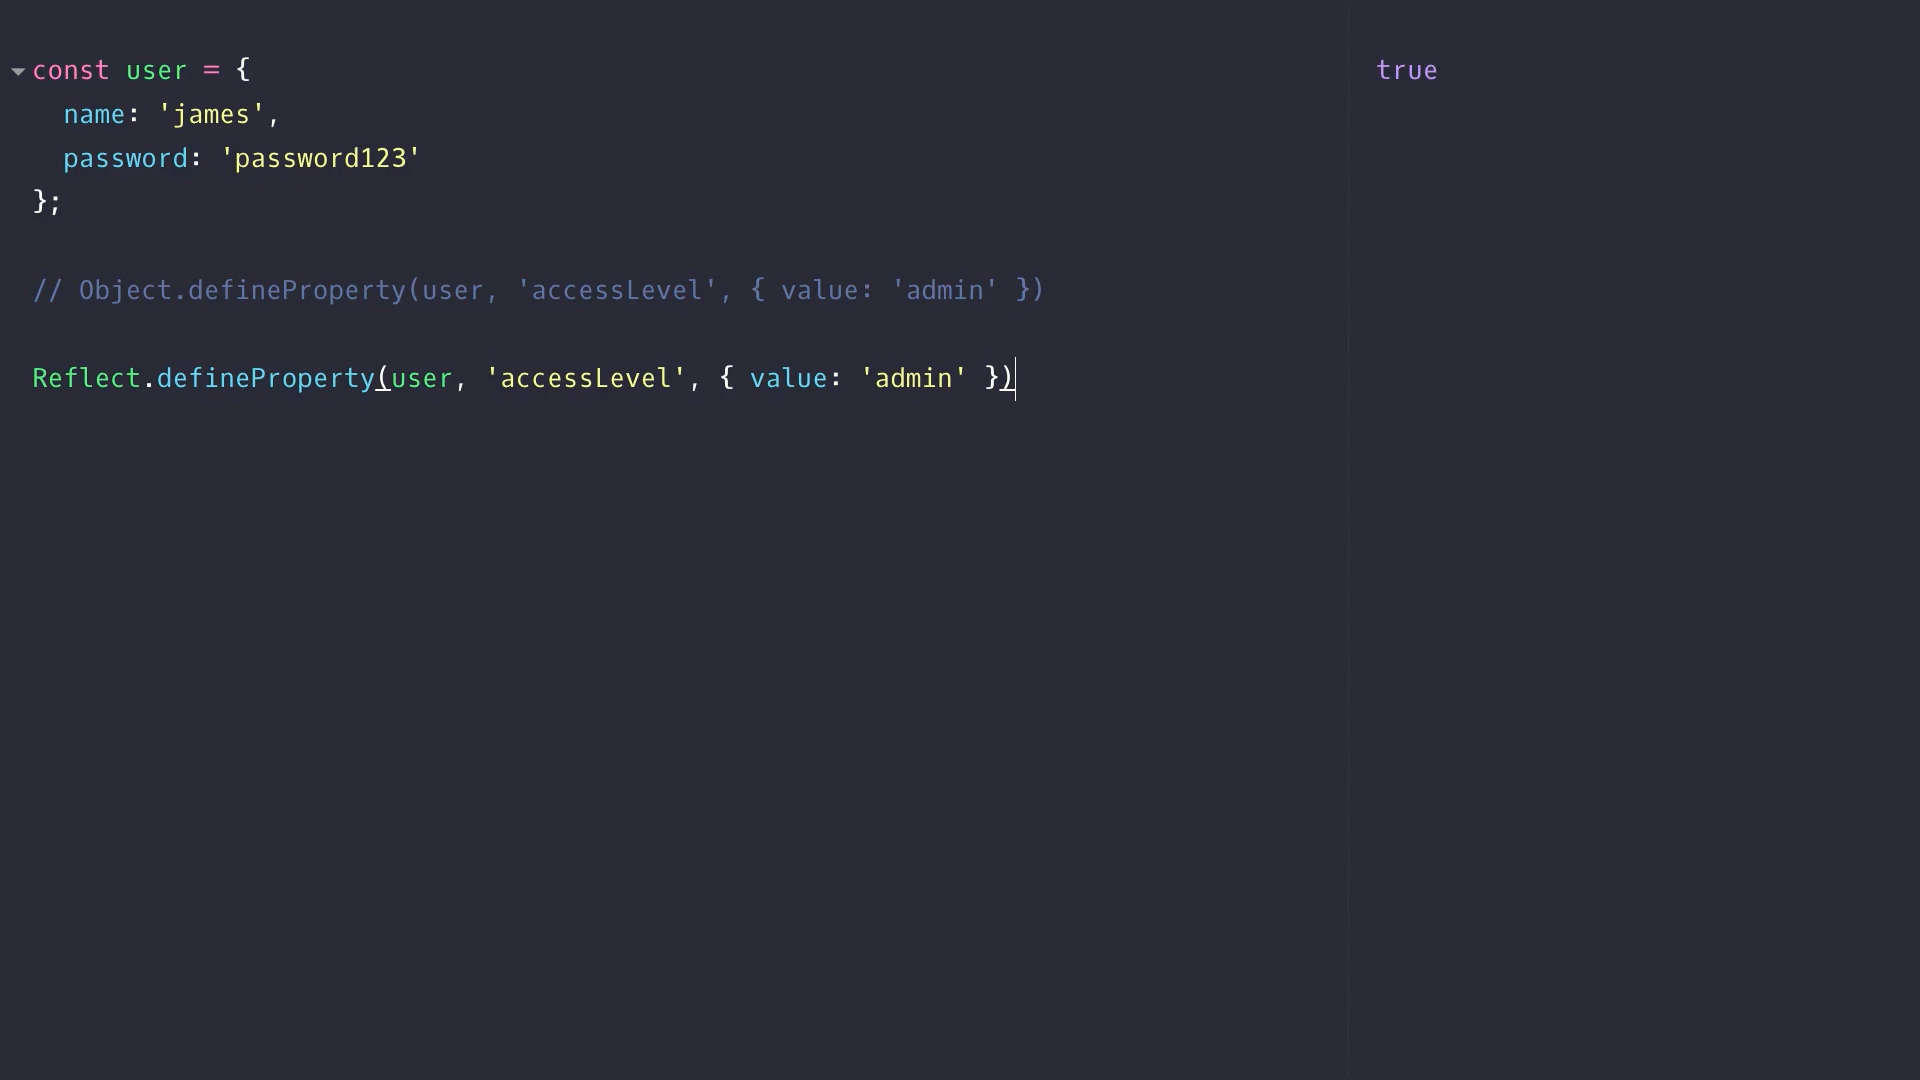 const user = {
  name: 'james',
  password: 'password123'
};
// Object.defineProperty(user, 'accessLevel', { value: 'admin' })
Reflect.defineProperty(user, 'accessLevel', { value: 'admin' })
true